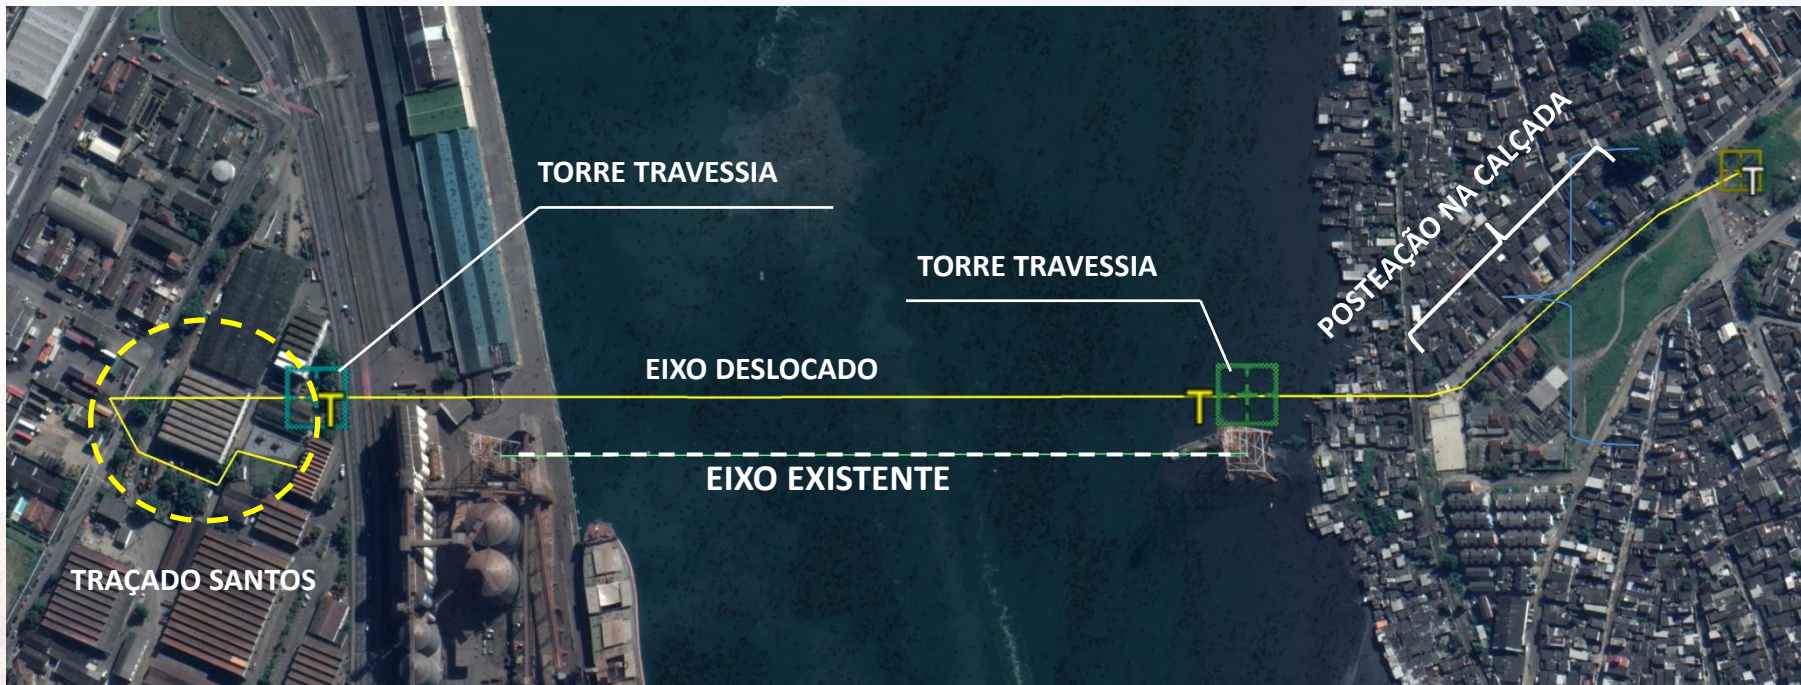 TORRE TRAVESSIA
TORRE TRAVESSIA
POSTEAÇÃO NA CALÇADA
T
EIXO DESLOCADO
T
T
EIXO EXISTENTE
TRAÇADO SANTOS